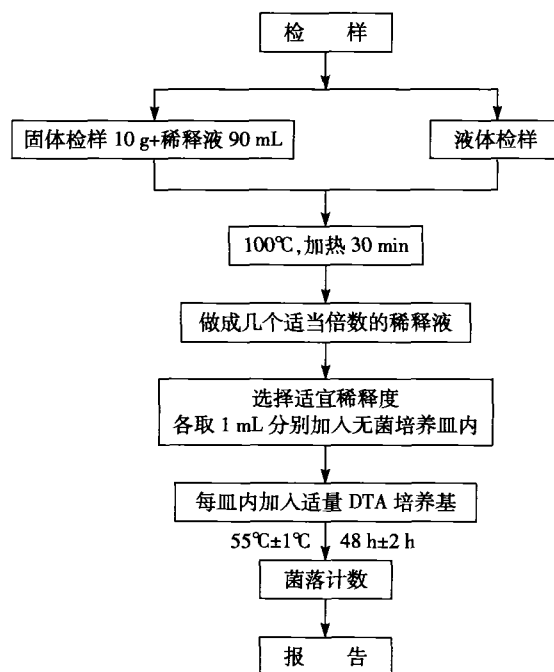 检 样
固体检样 10 g+稀释液 90 mL
液体检样
100℃,加热 30 min
做成几个适当倍数的稀释液
选择适宜稀释度
各取 1 mL 分别加入无菌培养皿内
每皿内加入适量 DTA 培养基
55℃±1℃ 48 h±2 h
菌落计数
报 告